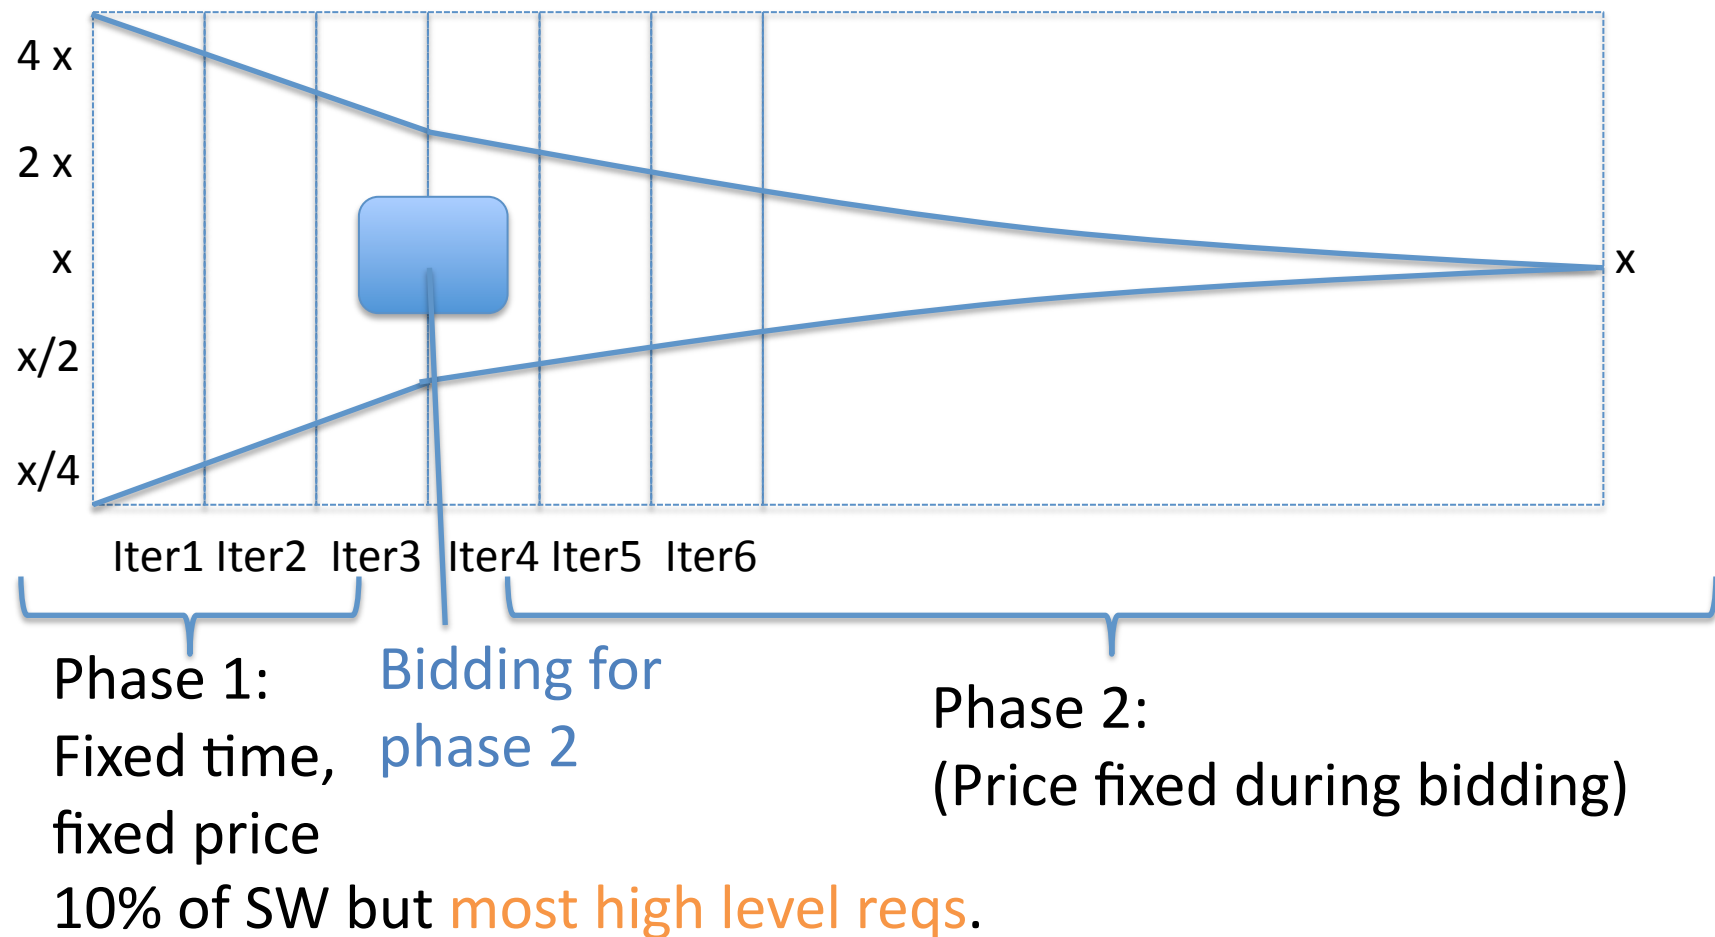 4 x
2 x
x
x/2
x/4
x
Iter1 Iter2 Iter3 Iter4 Iter5 Iter6
Phase 1:
Fixed time,
fixed price
10% of SW but most high level reqs.
Bidding for
phase 2
Phase 2:
(Price fixed during bidding)